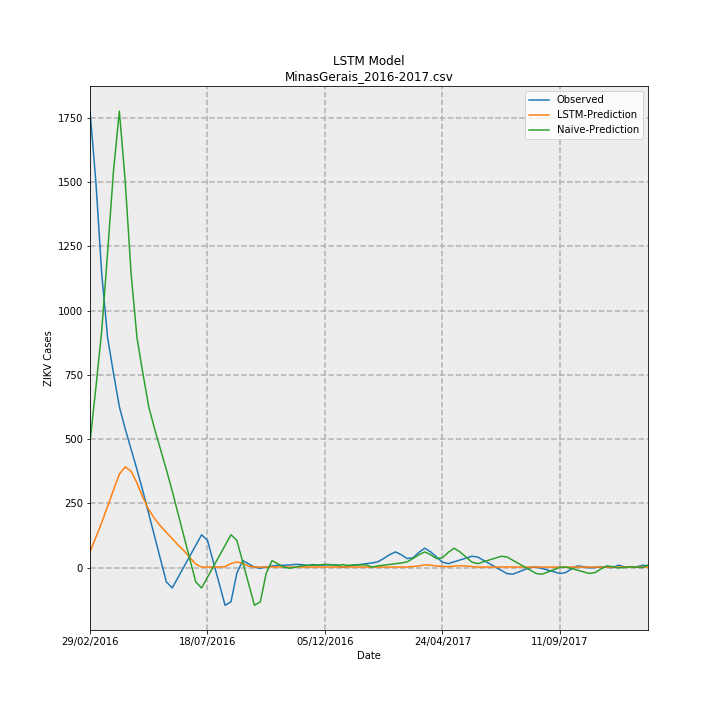 LSTM Model
MinasGerais_2016-2017.csv
Observed
LSTM-Prediction
Naive-Prediction
ZIKV Cases
1750
1500
1250
1000
750
500
250
0
29/02/2016
18/07/2016
05/12/2016
24/04/2017
11/09/2017
Date